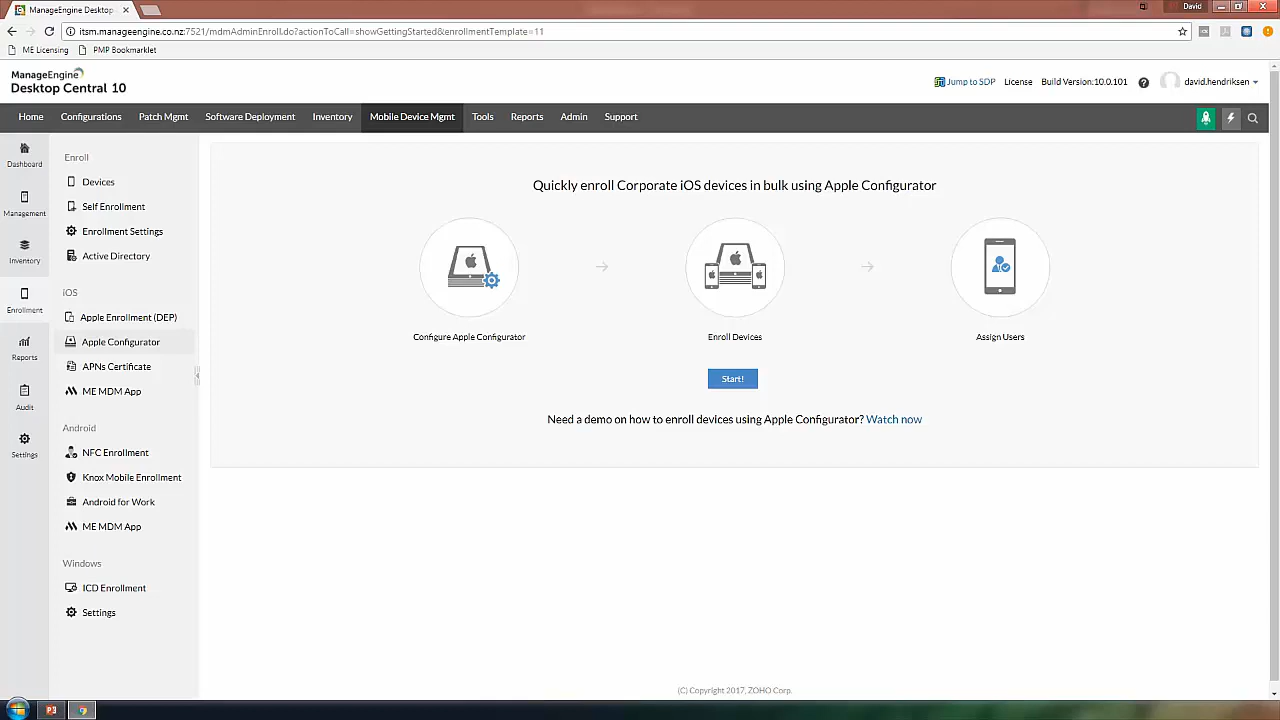 ManageEngine Desktop
David
itsm.manageengine.co.nz:7521/mdmAdminEnroll.do?actionToCall=showGettingStarted&enrollmentTemplate=11
ME Licensing
PMP Bookmarklet
ManageEngine
Desktop Central 10
Jump to SDP
License
Build Version:10.0.101
david.hendriksen
Home
Configurations
Patch Mgmt
Software Deployment
Inventory
Mobile Device Mgmt
Tools
Reports
Admin
Support
Dashboard
Management
Inventory
Enrollment
Reports
Audit
Settings
Enroll
Devices
Self Enrollment
Enrollment Settings
Active Directory
iOS
Apple Enrollment (DEP)
Apple Configurator
APNs Certificate
ME MDM App
Android
NFC Enrollment
Knox Mobile Enrollment
Android for Work
ME MDM App
Windows
ICD Enrollment
Settings
Quickly enroll Corporate iOS devices in bulk using Apple Configurator
Configure Apple Configurator
Enroll Devices
Assign Users
Start!
Need a demo on how to enroll devices using Apple Configurator? Watch now
(C) Copyright 2017, ZOHO Corp.